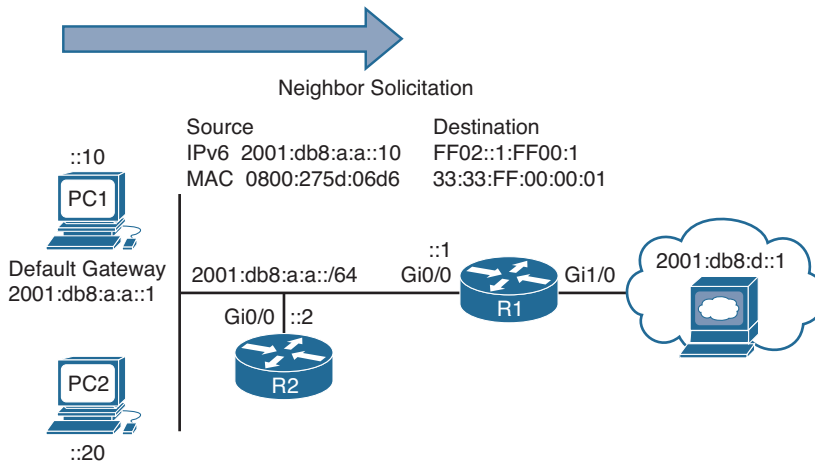 Neighbor Solicitation
Source Destination
IPv6 2001:db8:a:a::10 FF02::1:FF00:1
MAC 0800:275d:06d6 33:33:FF:00:00:01
::10
PC1
Default Gateway
2001:db8:a:a::1
2001:db8:a:a::/64
::1
Gi0/0
R1
Gi1/0
2001:db8:d::1
Gi0/0
::2
R2
PC2
::20